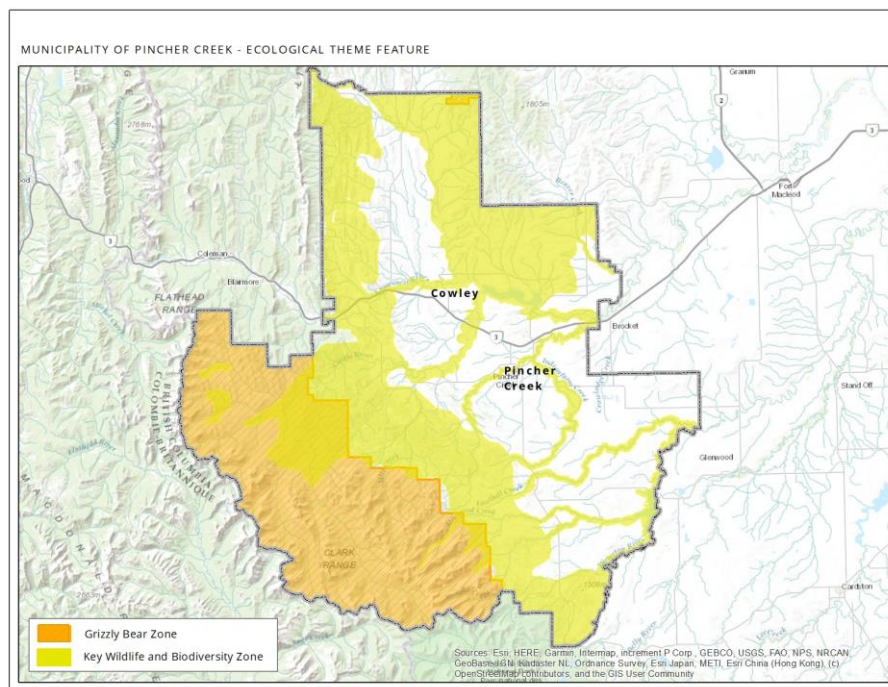 MUNICIPALITY OF PINCHER CREEK - ECOLOGICAL THEME FEATURE
Granum
2
3
Fort
Macleod
3
Coleman
Blairmore
FLATHEAD
RANGE
Cowley
3
Brocket
Pincher
Creek
Stand Off
BRITISH COLUMBIA
COLOMBIE-BRITANNIQUE
Glenwood
CLARK
RANGE
Cardston
Grizzly Bear Zone
Key Wildlife and Biodiversity Zone
Sources: Esri, HERE, Garmin, Intermap, increment P Corp., GEBCO, USGS, FAO, NPS, NRCAN,
GeoBase, IGN, Kadaster NL, Ordnance Survey, Esri Japan, METI, Esri China (Hong Kong), (c)
OpenStreetMap contributors, and the GIS User Community